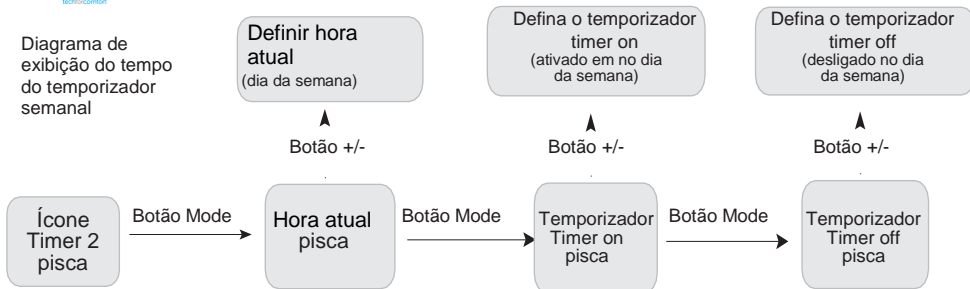 techforcomfort
Diagrama de
exibição do tempo
do temporizador
semanal
Definir hora
atual
(dia da semana)
Defina o temporizador
timer on
(ativado em no dia
da semana)
Defina o temporizador
timer off
(desligado no dia
da semana)
Botão +/-
Botão +/-
Botão +/-
Ícone
Timer 2
pisca
Botão Mode
Hora atual
pisca
Botão Mode
Temporizador
Timer on
pisca
Botão Mode
Temporizador
Timer off
pisca